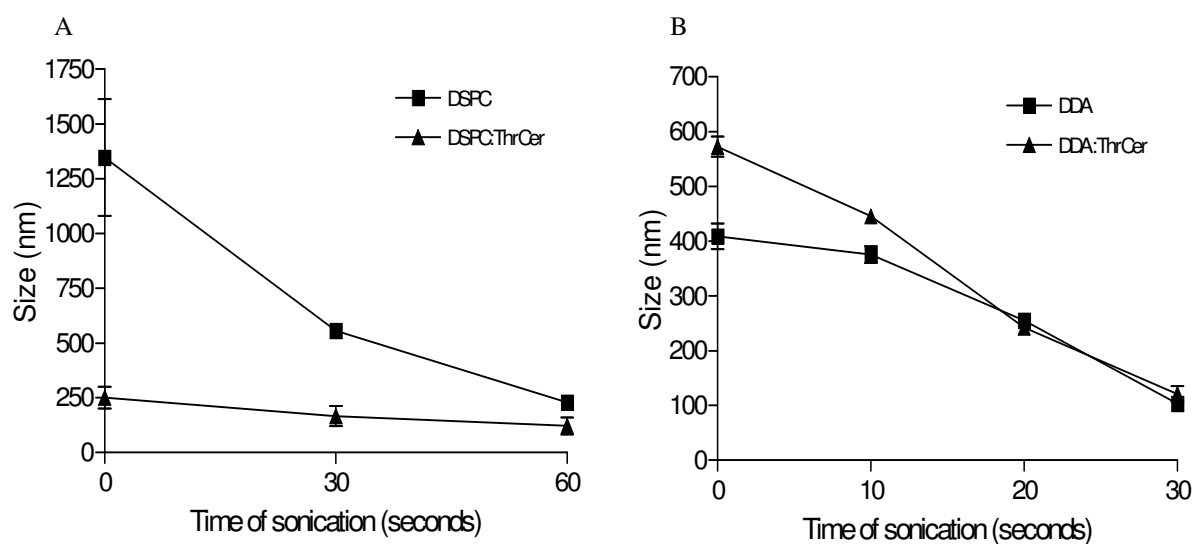 A
1750
1500
1250
1000
750
500
250
0
Size (nm)
0 30 60
Time of sonication (seconds)
DSPC
DSPC:ThrCer
B
700
600
500
400
300
200
100
0
Size (nm)
0 10 20 30
Time of sonication (seconds)
DDA
DDA:ThrCer